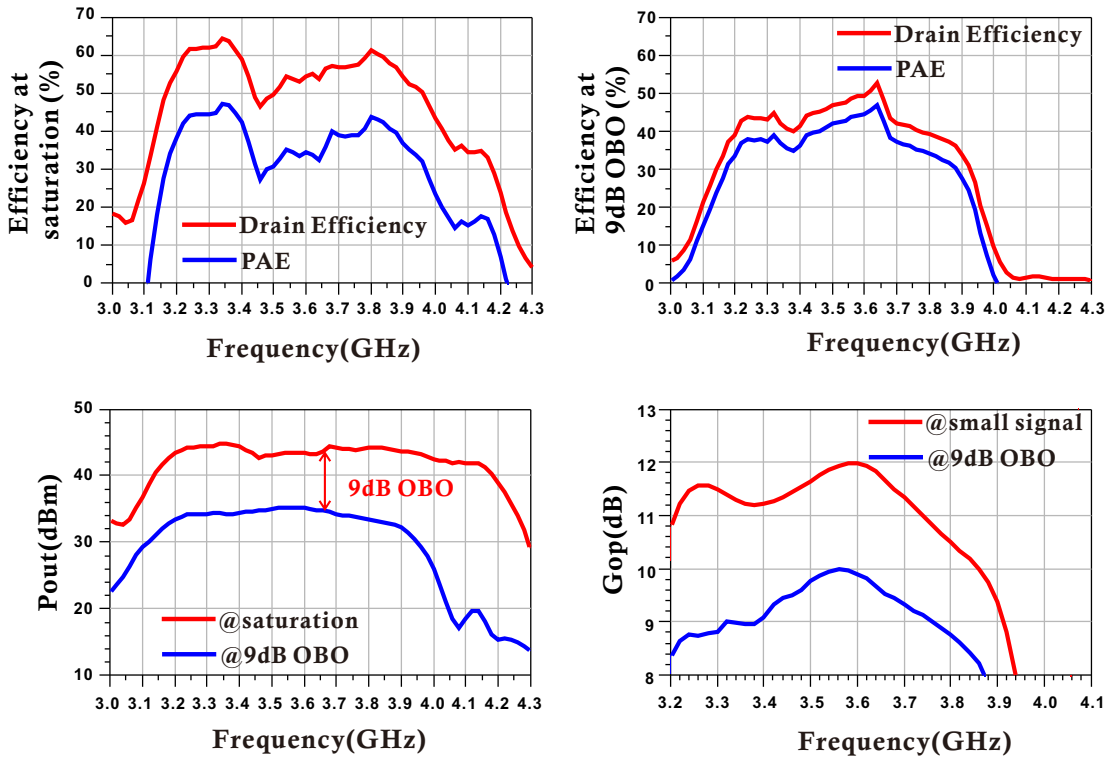 70
60
50
40
30
20
10
0
Efficiency at
saturation (%)
Drain Efficiency
PAE
3.0 3.1 3.2 3.3 3.4 3.5 3.6 3.7 3.8 3.9 4.0 4.1 4.2 4.3
Frequency(GHz)
70
60
50
40
30
20
10
0
Efficiency at
9dB OBO (%)
Drain Efficiency
PAE
3.0 3.1 3.2 3.3 3.4 3.5 3.6 3.7 3.8 3.9 4.0 4.1 4.2 4.3
Frequency(GHz)
50
40
30
20
10
Pout(dBm)
9dB OBO
@saturation
@9dB OBO
3.0 3.1 3.2 3.3 3.4 3.5 3.6 3.7 3.8 3.9 4.0 4.1 4.2 4.3
Frequency(GHz)
13
12
11
10
9
8
Gop(dB)
@small signal
@9dB OBO
3.2 3.3 3.4 3.5 3.6 3.7 3.8 3.9 4.0 4.1
Frequency(GHz)